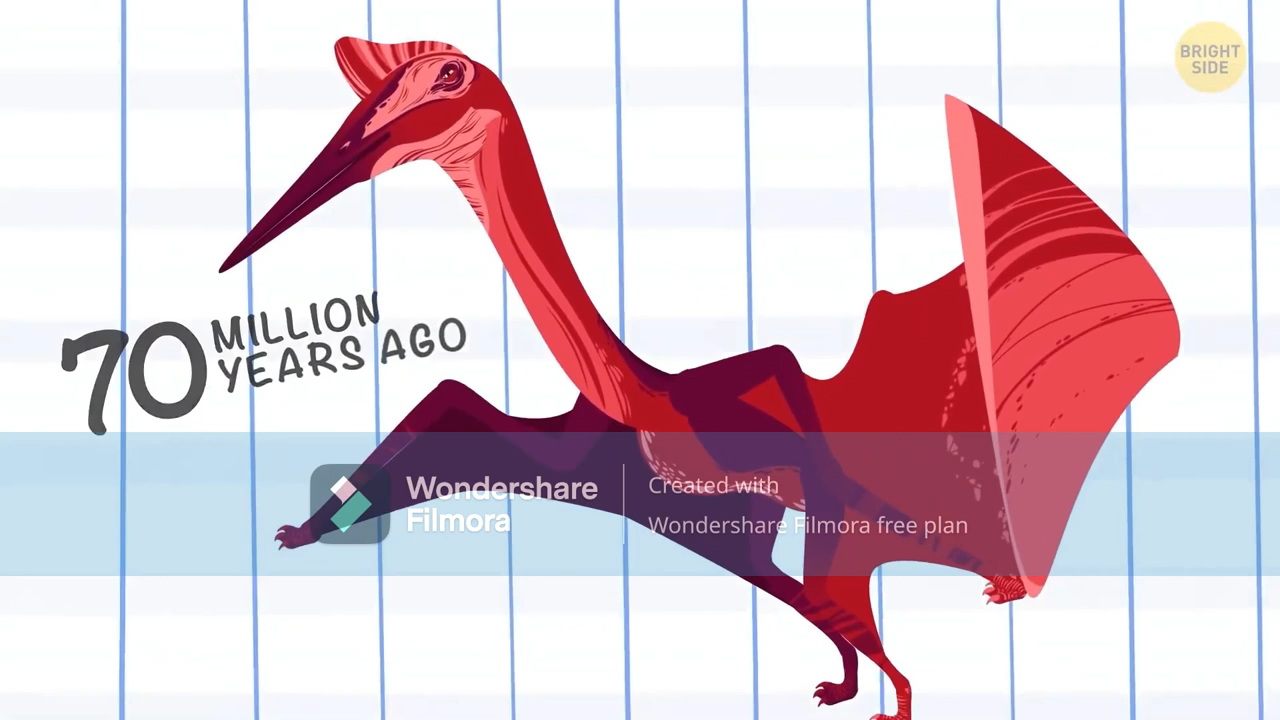 BRIGHT
SIDE
70 MILLION
YEARS AGO
Wondershare
Filmora
Created with
Wondershare Filmora free plan